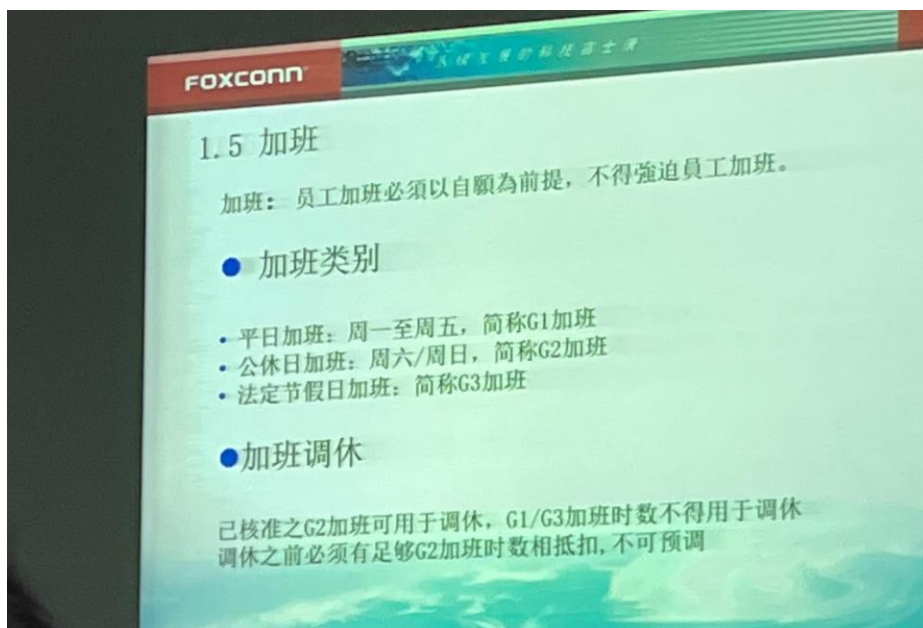 FOXCONN
科技富士康
1.5 加班
加班： 员工加班必須以自願為前提，不得強迫員工加班。
● 加班类别
• 平日加班：周一至周五，简称G1加班
• 公休日加班：周六/周日，简称G2加班
• 法定节假日加班：简称G3加班
●加班调休
已核准之G2加班可用于调休，G1/G3加班时数不得用于调休
调休之前必须有足够G2加班时数相抵扣,不可预调